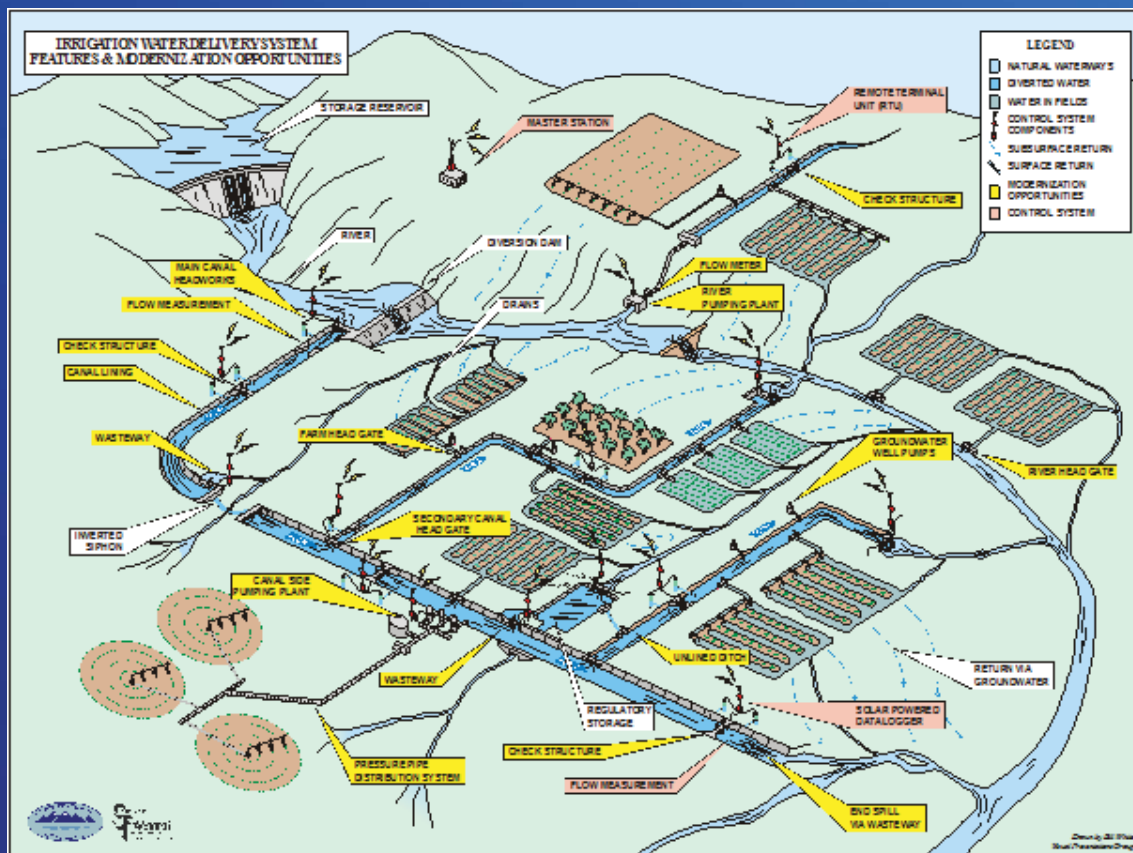 IRRIGATION WATER DELIVERY SYSTEM
FEATURES & MODERNIZATION OPPORTUNITIES
LEGEND
NATURAL WATERWAYS
DIVERTED WATER
WATER IN FIELDS
CONTROL SYSTEM
COMPONENTS
SUBSURFACE RETURN
SURFACE RETURN
MODERNIZATION
OPPORTUNITIES
CONTROL SYSTEM
STORAGE RESERVOIR
MASTER STATION
REMOTE TERMINAL
UNIT (RTU)
CHECK STRUCTURE
RIVER
DIVERSION DAM
MAIN CANAL
HEADWORKS
FLOW METER
FLOW MEASUREMENT
DRAINS
RIVER
PUMPING PLANT
CHECK STRUCTURE
CANAL LINING
WASTEWAY
FARM HEAD GATE
GROUNDWATER
WELL PUMPS
RIVER HEAD GATE
INVERTED
SIPHON
SECONDARY CANAL
HEAD GATE
CANAL SIDE
PUMPING PLANT
WASTEWAY
UNLINED DITCH
RETURN VIA
GROUNDWATER
REGULATORY
STORAGE
SOLAR POWERED
DATALOGGER
CHECK STRUCTURE
PRESSURE PIPE
DISTRIBUTION SYSTEM
FLOW MEASUREMENT
END SPILL
VIA WASTEWAY